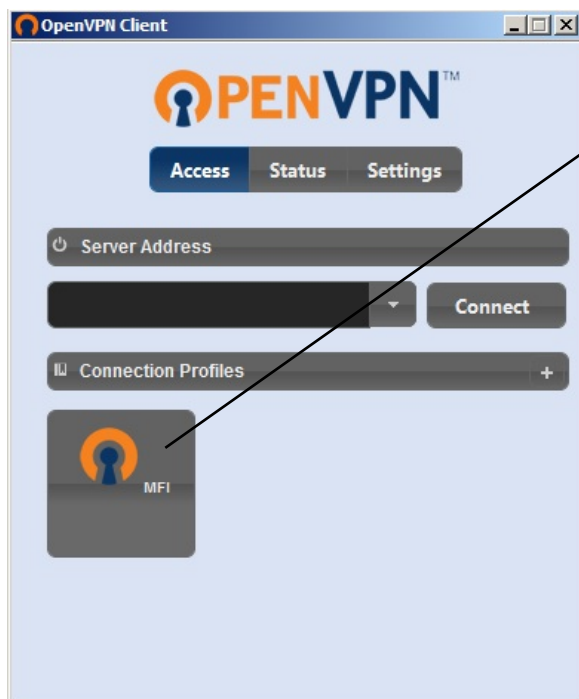 OpenVPN Client
OPENVPN™
Access Status Settings
Server Address
Connect
Connection Profiles +
MFI